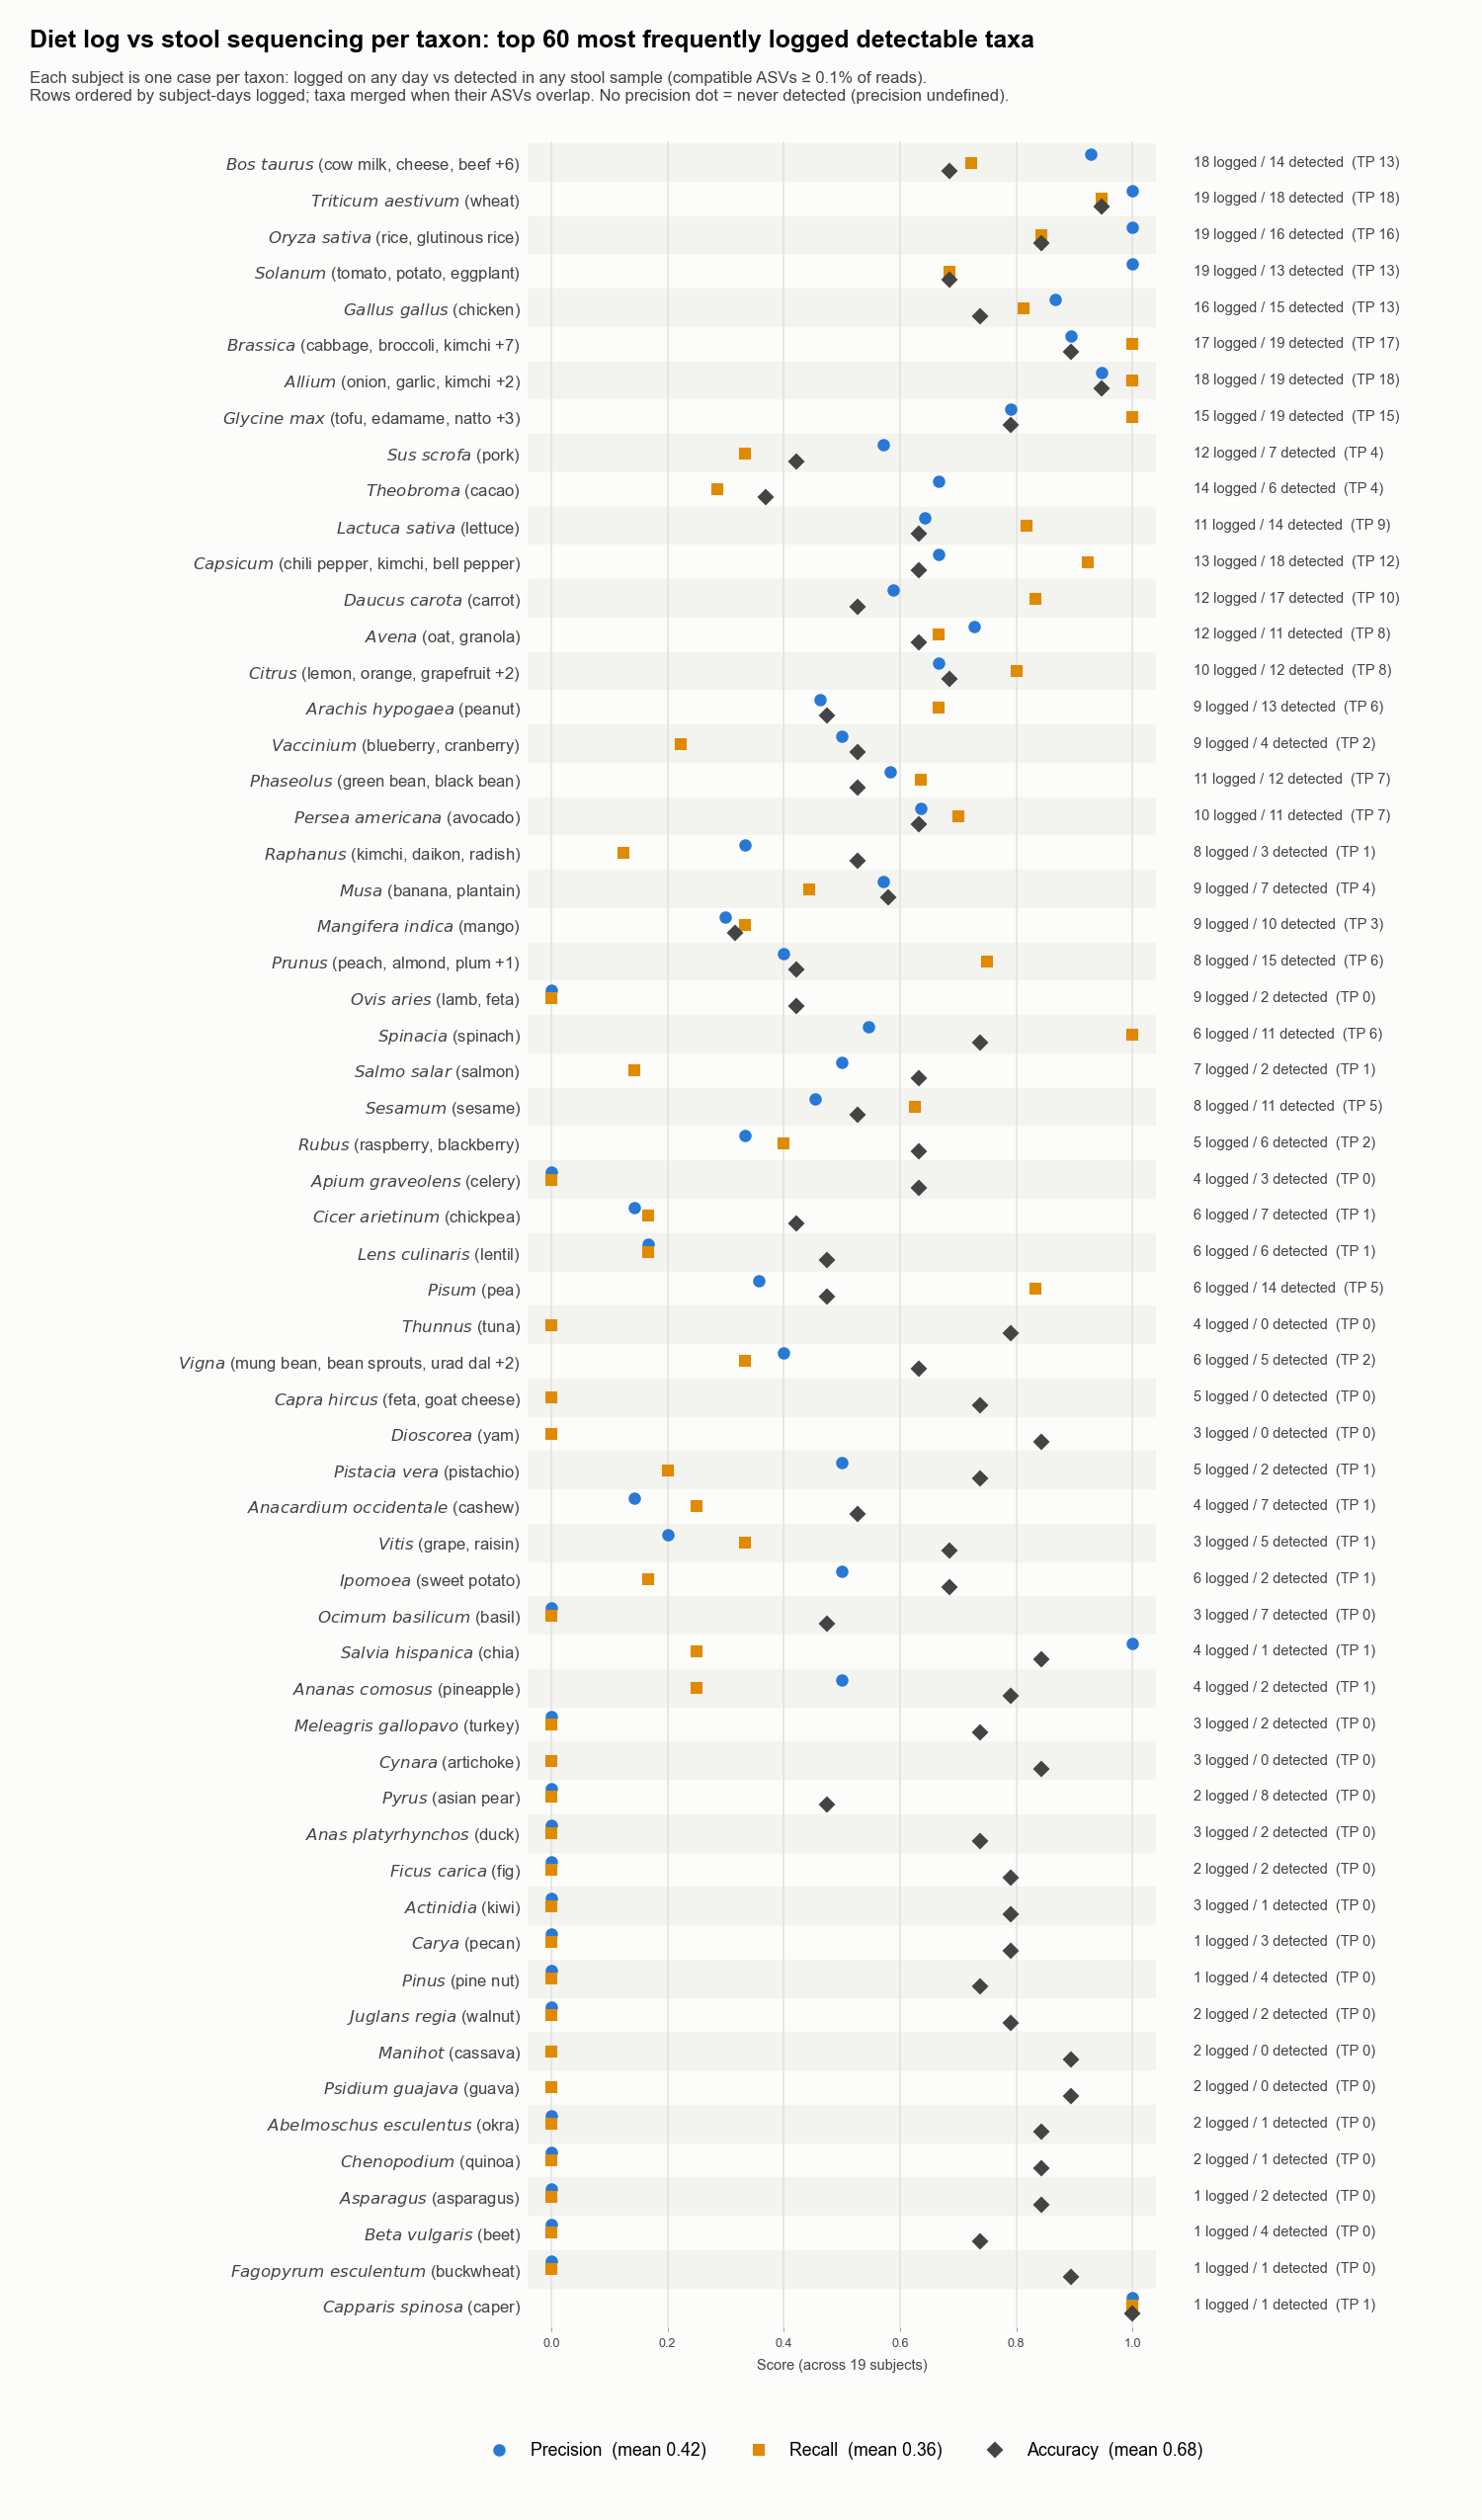 Diet log vs stool sequencing per taxon: top 60 most frequently logged detectable taxa
Each subject is one case per taxon: logged on any day vs detected in any stool sample (compatible ASVs ≥ 0.1% of reads).
Rows ordered by subject-days logged; taxa merged when their ASVs overlap. No precision dot = never detected (precision undefined).
Bos taurus (cow milk, cheese, beef +6) 18 logged / 14 detected (TP 13)
Triticum aestivum (wheat) 19 logged / 18 detected (TP 18)
Oryza sativa (rice, glutinous rice) 19 logged / 16 detected (TP 16)
Solanum (tomato, potato, eggplant) 19 logged / 13 detected (TP 13)
Gallus gallus (chicken) 16 logged / 15 detected (TP 13)
Brassica (cabbage, broccoli, kimchi +7) 17 logged / 19 detected (TP 17)
Allium (onion, garlic, kimchi +2) 18 logged / 19 detected (TP 18)
Glycine max (tofu, edamame, natto +3) 15 logged / 19 detected (TP 15)
Sus scrofa (pork) 12 logged / 7 detected (TP 4)
Theobroma (cacao) 14 logged / 6 detected (TP 4)
Lactuca sativa (lettuce) 11 logged / 14 detected (TP 9)
Capsicum (chili pepper, kimchi, bell pepper) 13 logged / 18 detected (TP 12)
Daucus carota (carrot) 12 logged / 17 detected (TP 10)
Avena (oat, granola) 12 logged / 11 detected (TP 8)
Citrus (lemon, orange, grapefruit +2) 10 logged / 12 detected (TP 8)
Arachis hypogaea (peanut) 9 logged / 13 detected (TP 6)
Vaccinium (blueberry, cranberry) 9 logged / 4 detected (TP 2)
Phaseolus (green bean, black bean) 11 logged / 12 detected (TP 7)
Persea americana (avocado) 10 logged / 11 detected (TP 7)
Raphanus (kimchi, daikon, radish) 8 logged / 3 detected (TP 1)
Musa (banana, plantain) 9 logged / 7 detected (TP 4)
Mangifera indica (mango) 9 logged / 10 detected (TP 3)
Prunus (peach, almond, plum +1) 8 logged / 15 detected (TP 6)
Ovis aries (lamb, feta) 9 logged / 2 detected (TP 0)
Spinacia (spinach) 6 logged / 11 detected (TP 6)
Salmo salar (salmon) 7 logged / 2 detected (TP 1)
Sesamum (sesame) 8 logged / 11 detected (TP 5)
Rubus (raspberry, blackberry) 5 logged / 6 detected (TP 2)
Apium graveolens (celery) 4 logged / 3 detected (TP 0)
Cicer arietinum (chickpea) 6 logged / 7 detected (TP 1)
Lens culinaris (lentil) 6 logged / 6 detected (TP 1)
Pisum (pea) 6 logged / 14 detected (TP 5)
Thunnus (tuna) 4 logged / 0 detected (TP 0)
Vigna (mung bean, bean sprouts, urad dal +2) 6 logged / 5 detected (TP 2)
Capra hircus (feta, goat cheese) 5 logged / 0 detected (TP 0)
Dioscorea (yam) 3 logged / 0 detected (TP 0)
Pistacia vera (pistachio) 5 logged / 2 detected (TP 1)
Anacardium occidentale (cashew) 4 logged / 7 detected (TP 1)
Vitis (grape, raisin) 3 logged / 5 detected (TP 1)
Ipomoea (sweet potato) 6 logged / 2 detected (TP 1)
Ocimum basilicum (basil) 3 logged / 7 detected (TP 0)
Salvia hispanica (chia) 4 logged / 1 detected (TP 1)
Ananas comosus (pineapple) 4 logged / 2 detected (TP 1)
Meleagris gallopavo (turkey) 3 logged / 2 detected (TP 0)
Cynara (artichoke) 3 logged / 0 detected (TP 0)
Pyrus (asian pear) 2 logged / 8 detected (TP 0)
Anas platyrhynchos (duck) 3 logged / 2 detected (TP 0)
Ficus carica (fig) 2 logged / 2 detected (TP 0)
Actinidia (kiwi) 3 logged / 1 detected (TP 0)
Carya (pecan) 1 logged / 3 detected (TP 0)
Pinus (pine nut) 1 logged / 4 detected (TP 0)
Juglans regia (walnut) 2 logged / 2 detected (TP 0)
Manihot (cassava) 2 logged / 0 detected (TP 0)
Psidium guajava (guava) 2 logged / 0 detected (TP 0)
Abelmoschus esculentus (okra) 2 logged / 1 detected (TP 0)
Chenopodium (quinoa) 2 logged / 1 detected (TP 0)
Asparagus (asparagus) 1 logged / 2 detected (TP 0)
Beta vulgaris (beet) 1 logged / 4 detected (TP 0)
Fagopyrum esculentum (buckwheat) 1 logged / 1 detected (TP 0)
Capparis spinosa (caper) 1 logged / 1 detected (TP 1)
0.0 0.2 0.4 0.6 0.8 1.0
Score (across 19 subjects)
Precision (mean 0.42) Recall (mean 0.36) Accuracy (mean 0.68)